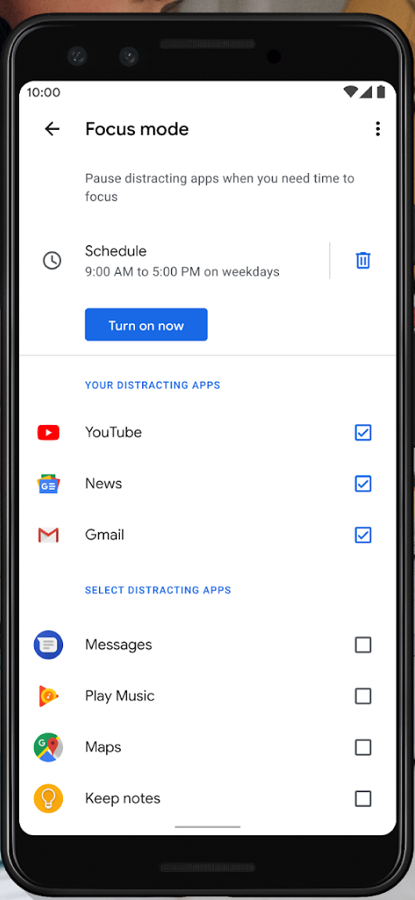 10:00
Focus mode
Pause distracting apps when you need time to
focus
Schedule
9:00 AM to 5:00 PM on weekdays
Turn on now
YOUR DISTRACTING APPS
YouTube
News
Gmail
SELECT DISTRACTING APPS
Messages
Play Music
Maps
Keep notes